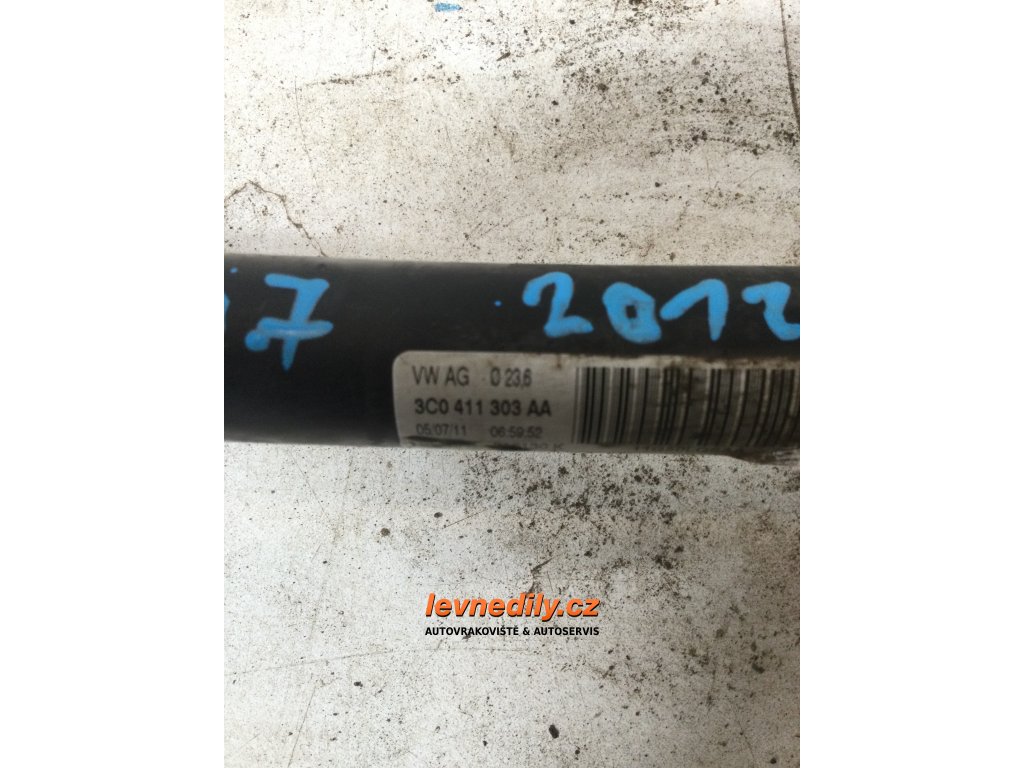 7 2012
VW AG D 23,6
3C0 411 303 AA
05/07/11 06:59:52
levnedily.cz
AUTOVRAKOVIŠTĚ & AUTOSERVIS